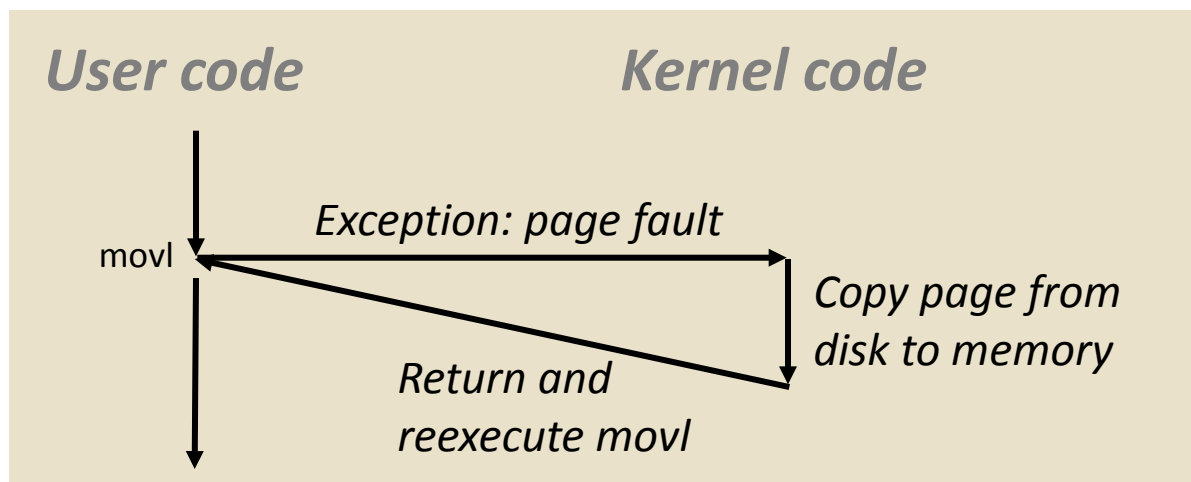 User code
Kernel code
Exception: page fault
movl
Copy page from
disk to memory
Return and
reexecute movl